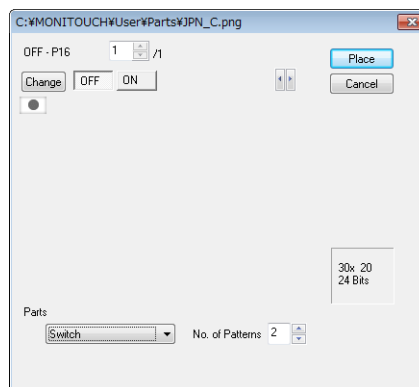 C:¥MONITOUCH¥User¥Parts¥JPN_C.png
OFF - P16 1 /1 Place
Change OFF ON Cancel
30x 20
24 Bits
Parts
Switch No. of Patterns 2